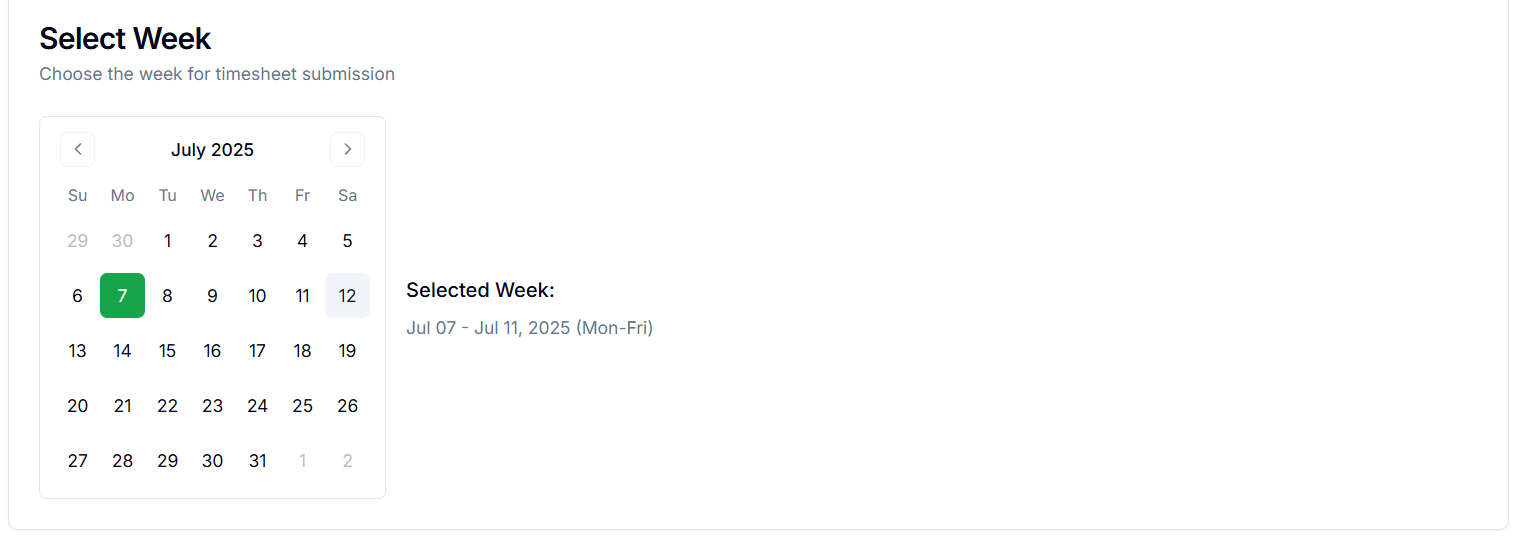 Select Week
Choose the week for timesheet submission
July 2025
Su Mo Tu We Th Fr Sa
29 30 1 2 3 4 5
6 7 8 9 10 11 12
13 14 15 16 17 18 19
20 21 22 23 24 25 26
27 28 29 30 31 1 2
Selected Week:
Jul 07 - Jul 11, 2025 (Mon-Fri)